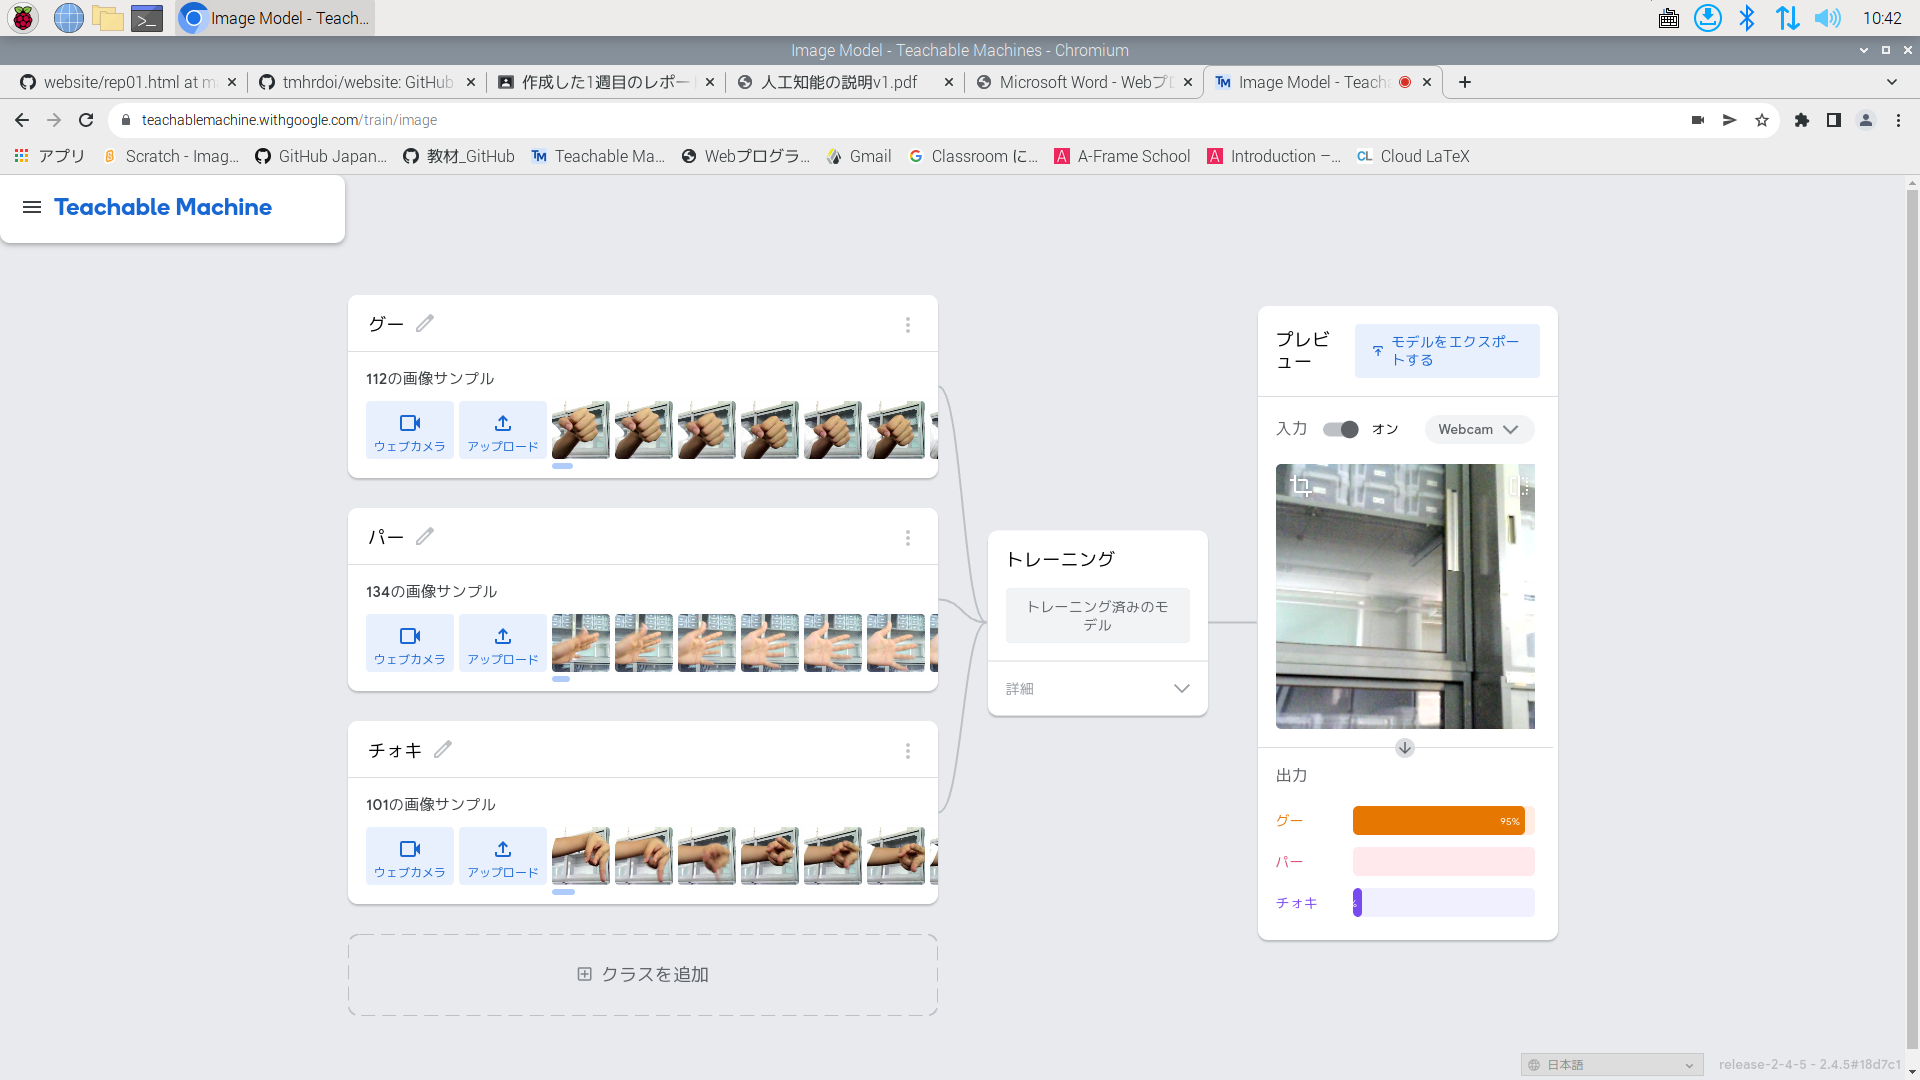 Image Model - Teach...
10:42
Image Model - Teachable Machines - Chromium
website/rep01.html at m
tmhrdoi/website: GitHub
作成した1週目のレポート
人工知能の説明v1.pdf
Microsoft Word - Webプロ
Image Model - Teacha
teachablemachine.withgoogle.com/train/image
アプリ
Scratch - Imag...
GitHub Japan...
教材_GitHub
Teachable Ma...
Webプログラ...
Gmail
Classroom に...
A-Frame School
Introduction –...
Cloud LaTeX
Teachable Machine
グー
112の画像サンプル
ウェブカメラ
アップロード
パー
134の画像サンプル
ウェブカメラ
アップロード
チョキ
101の画像サンプル
ウェブカメラ
アップロード
クラスを追加
トレーニング
トレーニング済みのモ
デル
詳細
プレビ
ュー
モデルをエクスポー
トする
入力
オン
Webcam
出力
グー
95%
パー
チョキ
日本語
release-2-4-5 - 2.4.5#18d7c1